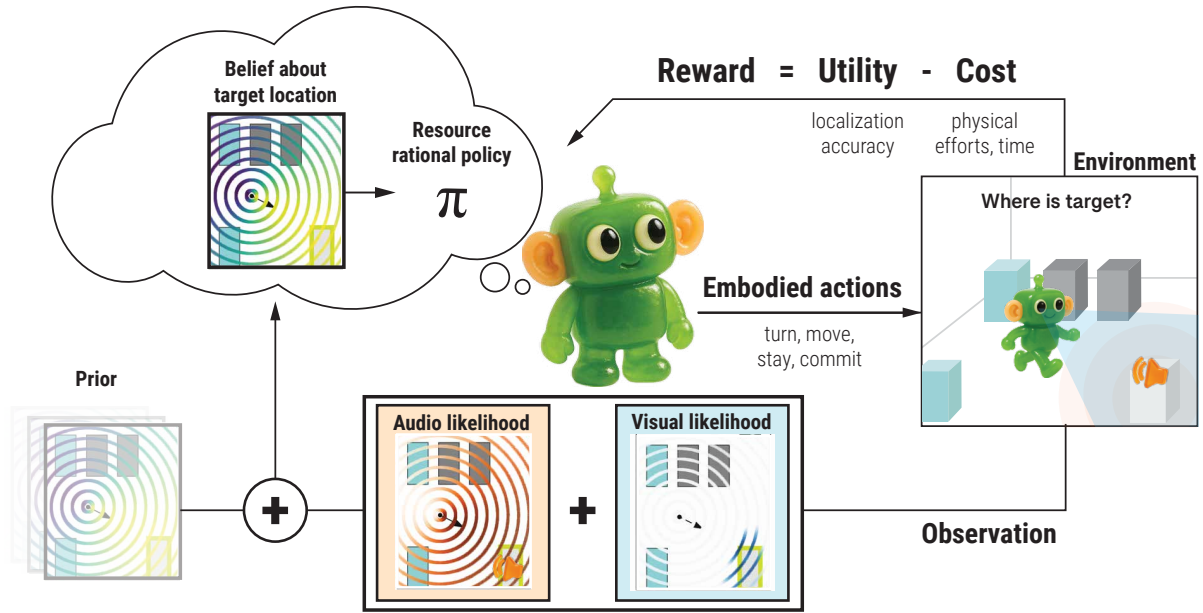 Belief about
target location
Resource
rational policy
π
Reward = Utility - Cost
localization
accuracy
physical
efforts, time
Environment
Where is target?
Embodied actions
turn, move,
stay, commit
Prior
+
Audio likelihood
+
Visual likelihood
Observation